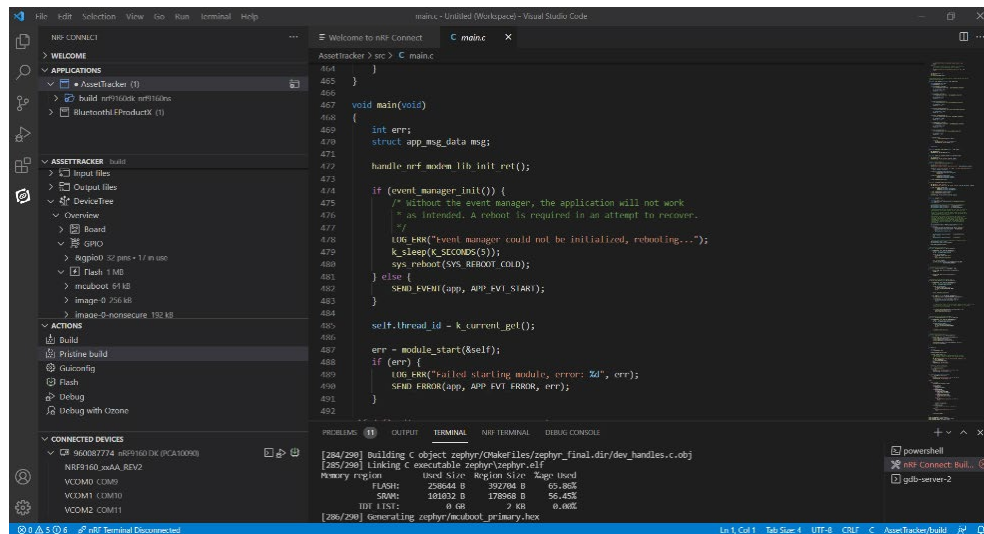 File Edit Selection View Go Run Terminal Help
main.c - Untitled (Workspace) - Visual Studio Code
NRF CONNECT
WELCOME
APPLICATIONS
AssetTracker (1)
build nrf9160dk nrf9160ns
BluetoothLEProductX (1)
ASSETTRACKER build
Input files
Output files
DeviceTree
Overview
Board
GPIO
&gpio0 32 pins • 17 in use
Flash 1 MB
mcuboot 64 kB
image-0 256 kB
image-0-nonsecure 192 kB
ACTIONS
Build
Pristine build
Guiconfig
Flash
Debug
Debug with Ozone
CONNECTED DEVICES
960087774 nRF9160 DK (PCA10090)
NRF9160_xxAA_REV2
VCOM0 COM9
VCOM1 COM10
VCOM2 COM11
Welcome to nRF Connect
C main.c
AssetTracker > src > C main.c
464 }
465 }
466
467 void main(void)
468 {
469 int err;
470 struct app_msg_data msg;
471
472 handle_nrf_modem_lib_init_ret();
473
474 if (event_manager_init()) {
475 /* Without the event manager, the application will not work
476 * as intended. A reboot is required in an attempt to recover.
477 */
478 LOG_ERR("Event manager could not be initialized, rebooting...");
479 k_sleep(K_SECONDS(5));
480 sys_reboot(SYS_REBOOT_COLD);
481 } else {
482 SEND_EVENT(app, APP_EVT_START);
483 }
484
485 self.thread_id = k_current_get();
486
487 err = module_start(&self);
488 if (err) {
489 LOG_ERR("Failed starting module, error: %d", err);
490 SEND_ERROR(app, APP_EVT_ERROR, err);
491 }
492
PROBLEMS 11 OUTPUT TERMINAL NRF TERMINAL DEBUG CONSOLE
[284/290] Building C object zephyr/CMakeFiles/zephyr_final.dir/dev_handles.c.obj
[285/290] Linking C executable zephyr\zephyr.elf
Memory region Used Size Region Size %age Used
FLASH: 258644 B 392704 B 65.86%
SRAM: 101032 B 178968 B 56.45%
IDT_LIST: 0 GB 2 KB 0.00%
[286/290] Generating zephyr/mcuboot_primary.hex
powershell
nRF Connect: Buil...
gdb-server-2
0 5 6 nRF Terminal Disconnected
Ln 1, Col 1 Tab Size: 4 UTF-8 CRLF C AssetTracker/build